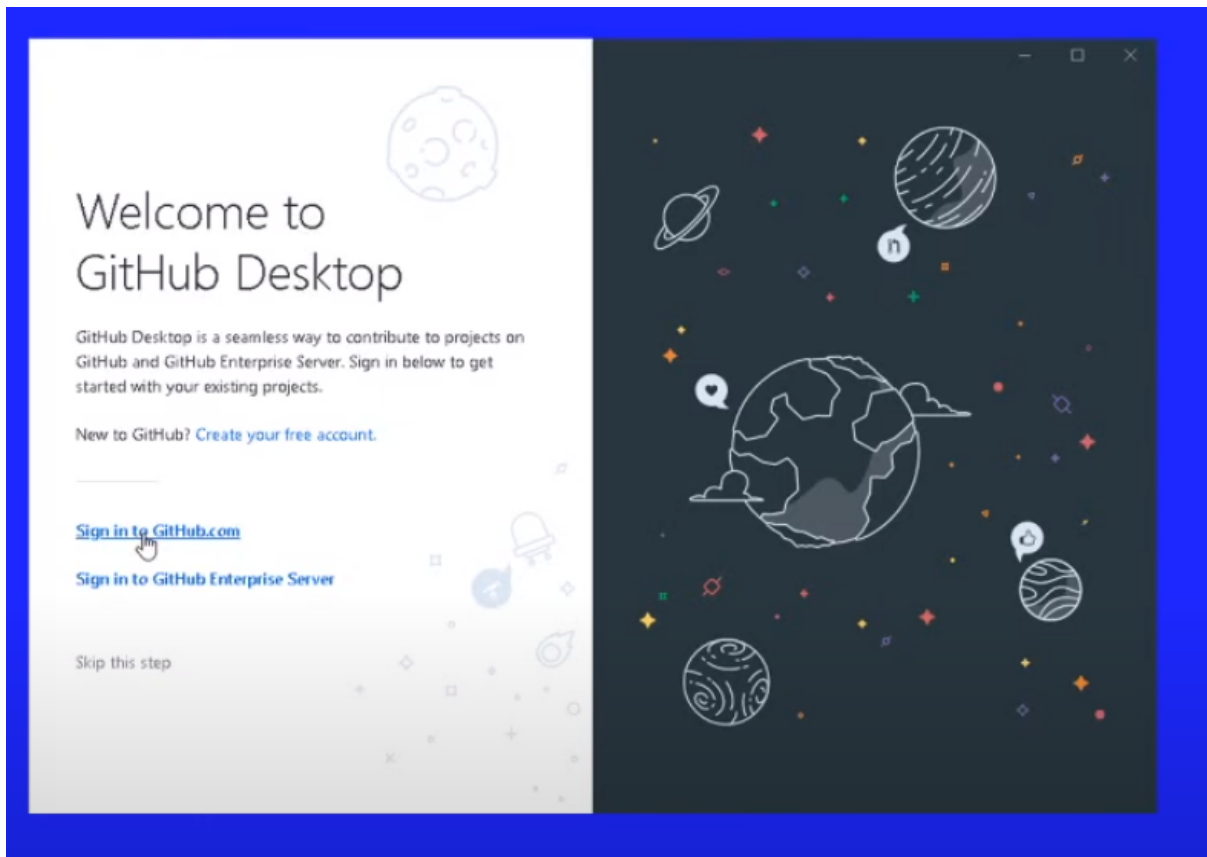 Welcome to
GitHub Desktop
GitHub Desktop is a seamless way to contribute to projects on
GitHub and GitHub Enterprise Server. Sign in below to get
started with your existing projects.
New to GitHub? Create your free account.
Sign in to GitHub.com
Sign in to GitHub Enterprise Server
Skip this step
n